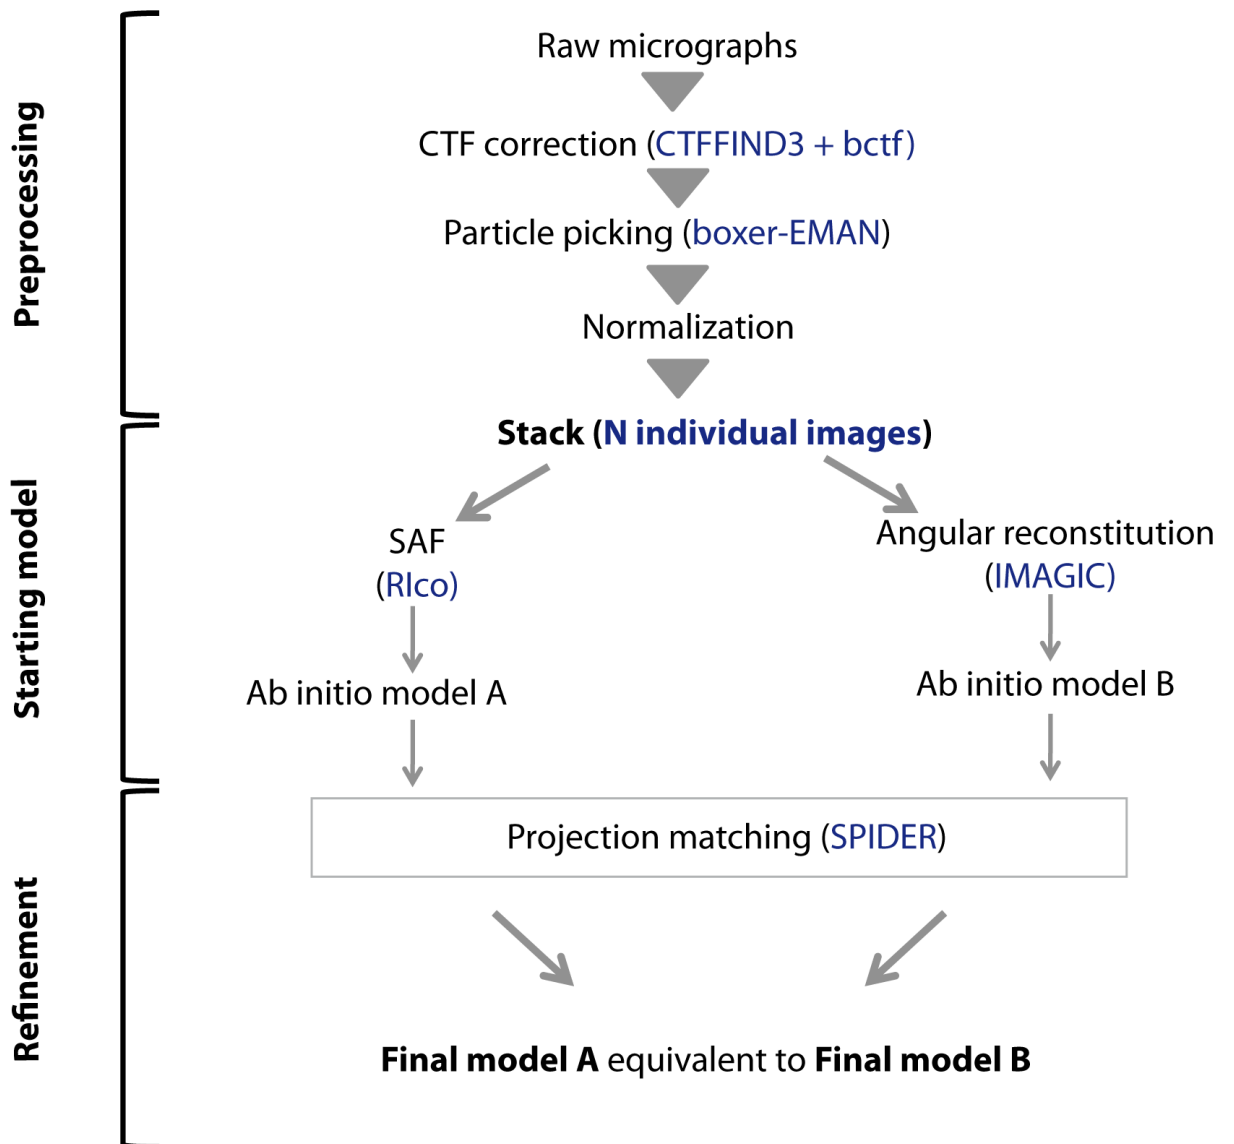 Preprocessing
Raw micrographs
CTF correction (CTFFIND3 + bctf)
Particle picking (boxer-EMAN)
Normalization
Starting model
Stack (N individual images)
SAF
(RIco)
Angular reconstitution
(IMAGIC)
Ab initio model A
Ab initio model B
Refinement
Projection matching (SPIDER)
Final model A equivalent to Final model B